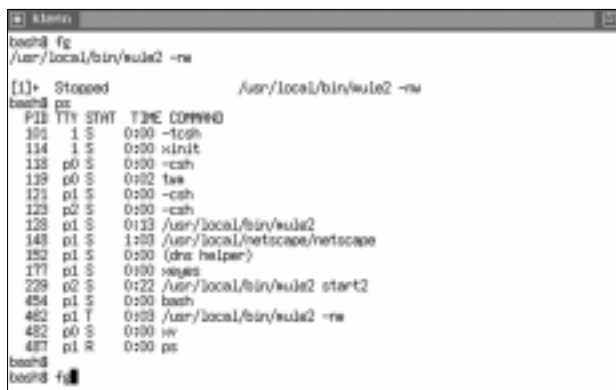 kterm
bash$ fg
/usr/local/bin/mule2 -nw
[1]+ Stopped /usr/local/bin/mule2 -nw
bash$ ps
PID TTY STAT TIME COMMAND
101 1 S 0:00 -tcsh
114 1 S 0:00 xinit
118 p0 S 0:00 -csh
119 p0 S 0:02 twm
121 p1 S 0:00 -csh
123 p2 S 0:00 -csh
128 p1 S 0:13 /usr/local/bin/mule2
148 p1 S 1:03 /usr/local/netscape/netscape
152 p1 S 0:00 (dns helper)
177 p1 S 0:00 xeyes
229 p2 S 0:22 /usr/local/bin/mule2 start2
454 p1 S 0:00 bash
462 p1 T 0:03 /usr/local/bin/mule2 -nw
482 p0 S 0:00 xv
487 p1 R 0:00 ps
bash$
bash$ fg